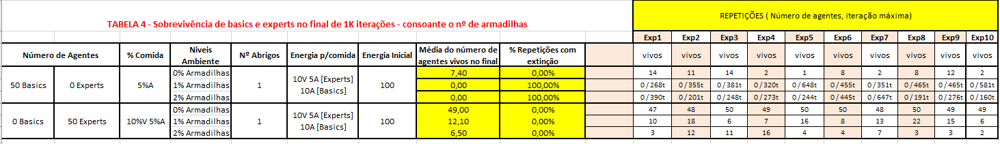 TABELA 4 - Sobrevivência de basics e experts no final de 1K iterações - consoante o nº de armadilhas
REPETIÇÕES ( Número de agentes, iteração máxima)
Exp1 Exp2 Exp3 Exp4 Exp5 Exp6 Exp7 Exp8 Exp9 Exp10
Número de Agentes % Comida Niveis Ambiente Nº Abrigos Energia p/comida Energia Inicial Média do número de agentes vivos no final % Repetições com extinção vivos vivos vivos vivos vivos vivos vivos vivos vivos vivos
50 Basics 0 Experts 5%A 0% Armadilhas 1 10V 5A [Experts] 10A [Basics] 100 7,40 0,00% 14 11 14 2 1 8 2 8 12 2
1% Armadilhas 0,00 100,00% 0/268t 0/355t 0/381t 0/320t 0/648t 0/455t 0/351t 0/465t 0/465t 0/581t
2% Armadilhas 0,00 100,00% 0/390t 0/201t 0/248t 0/273t 0/244t 0/445t 0/647t 0/191t 0/276t 0/160t
0 Basics 50 Experts 10%V 5%A 0% Armadilhas 1 10V 5A [Experts] 10A [Basics] 100 49,00 0,00% 47 48 50 49 50 50 48 50 49 49
1% Armadilhas 12,10 0,00% 10 18 6 7 16 8 13 22 15 6
2% Armadilhas 6,50 0,00% 3 12 11 16 4 4 7 3 3 2